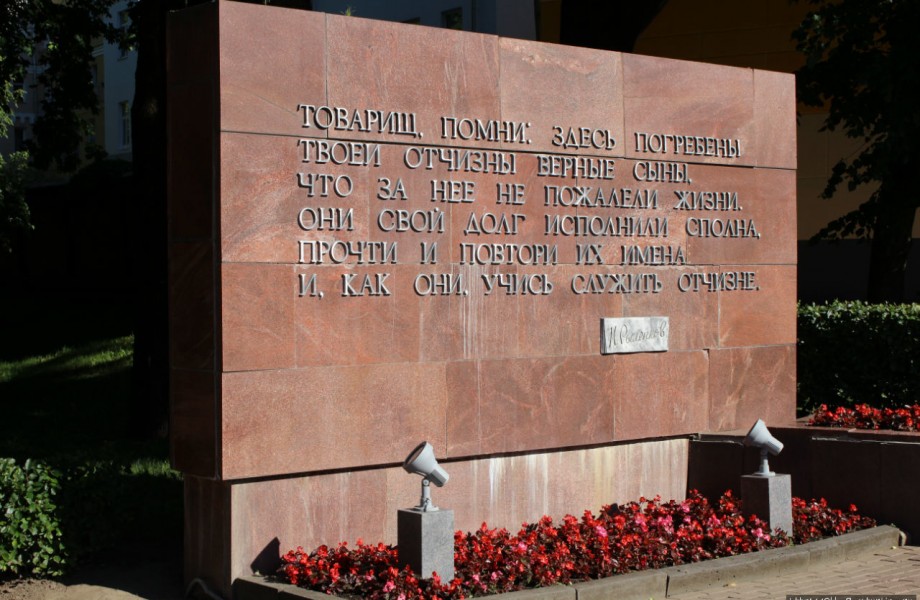 ТОВАРИЩ, ПОМНИ: ЗДЕСЬ ПОГРЕБЕНЫ
ТВОЕЙ ОТЧИЗНЫ ВЕРНЫЕ СЫНЫ,
ЧТО ЗА НЕЕ НЕ ПОЖАЛЕЛИ ЖИЗНИ.
ОНИ СВОЙ ДОЛГ ИСПОЛНИЛИ СПОЛНА,
ПРОЧТИ И ПОВТОРИ ИХ ИМЕНА
И, КАК ОНИ, УЧИСЬ СЛУЖИТЬ ОТЧИЗНЕ.